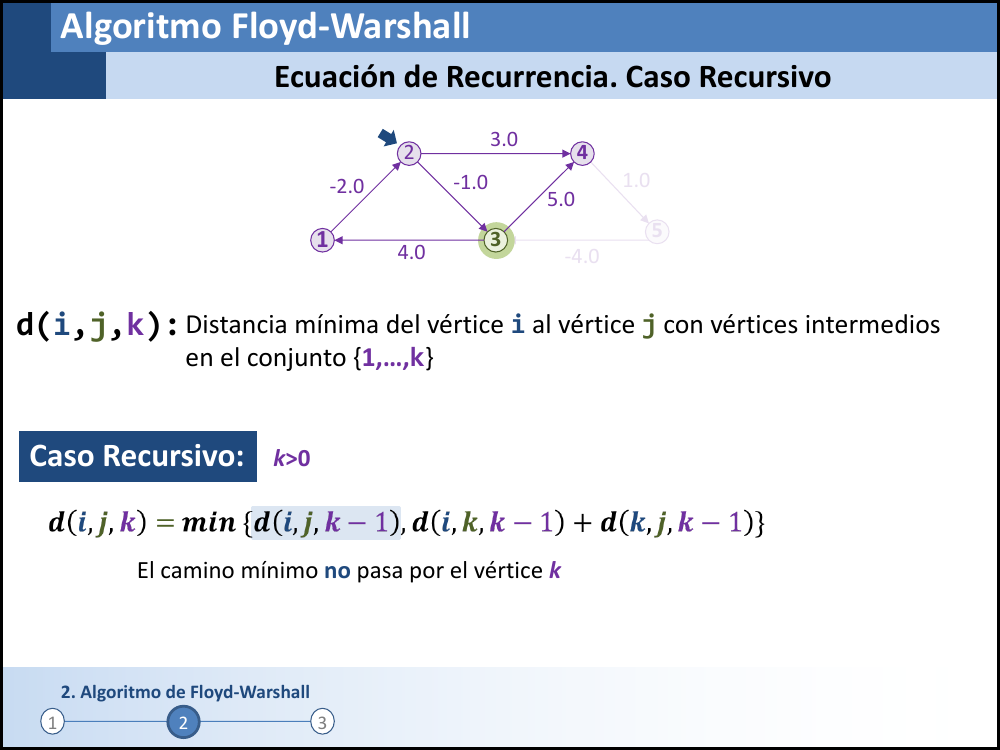 Algoritmo Floyd-Warshall
Ecuación de Recurrencia. Caso Recursivo
3.0
2
4
-2.0
-1.0
1.0
5.0
1
3
5
4.0
-4.0
d(i,j,k): Distancia mínima del vértice i al vértice j con vértices intermedios
en el conjunto {1,…,k}
Caso Recursivo: k>0
d(i,j,k) = min {d(i,j,k − 1), d(i,k,k − 1) + d(k,j,k − 1)}
El camino mínimo no pasa por el vértice k
2. Algoritmo de Floyd-Warshall
1 2 3